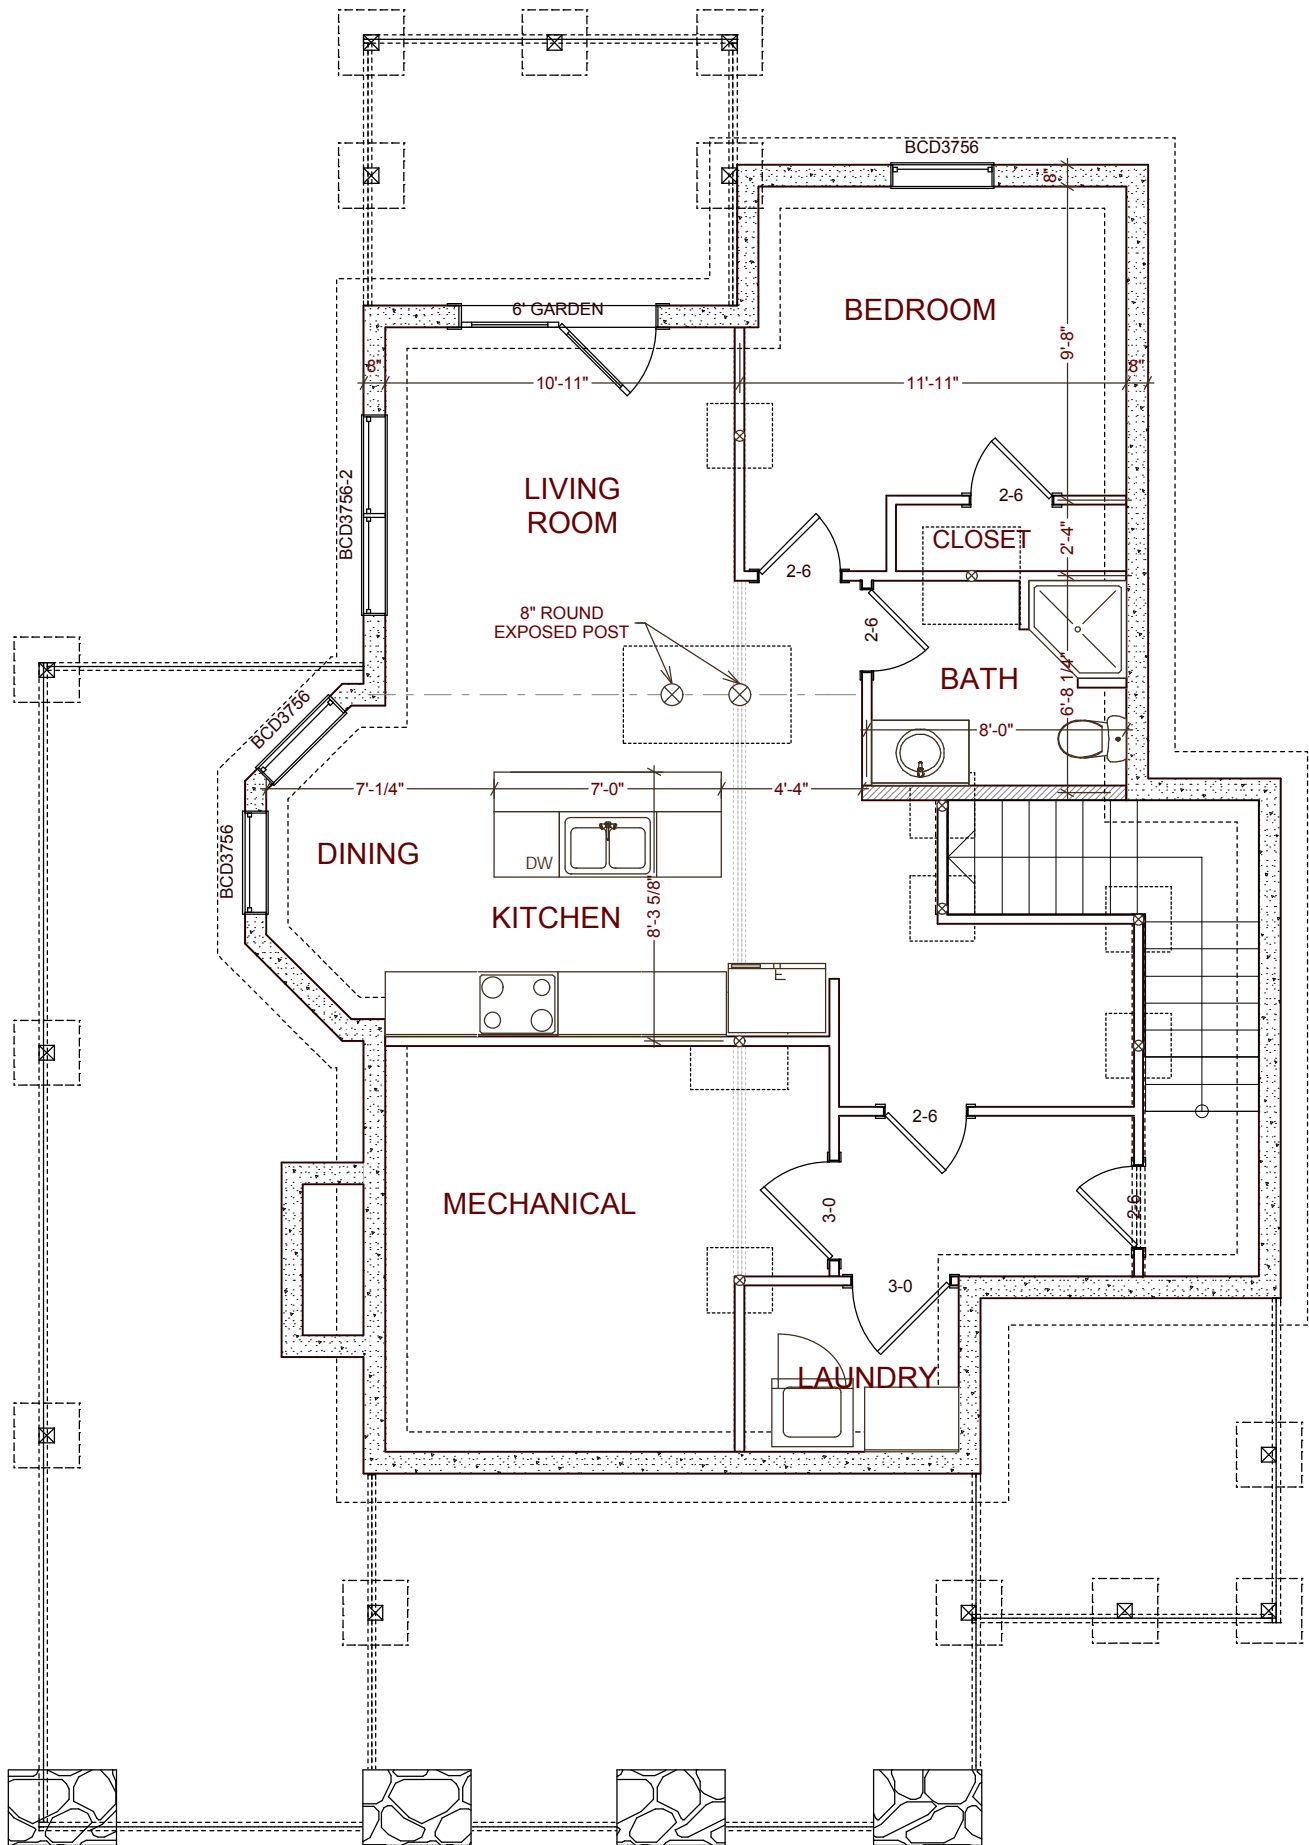 BCD3756
8"
6' GARDEN
BEDROOM
9'-8"
8"
10'-11"
11'-11"
8"
BCD3756-2
LIVING
ROOM
2-6
CLOSET
2'-4"
2-6
8" ROUND
EXPOSED POST
2-6
BATH
6'-8 1/4"
BCD3756
8'-0"
7'-1/4"
7'-0"
4'-4"
BCD3756
DINING
DW
KITCHEN
8'-3 5/8"
2-6
MECHANICAL
3-0
2-6
3-0
LAUNDRY